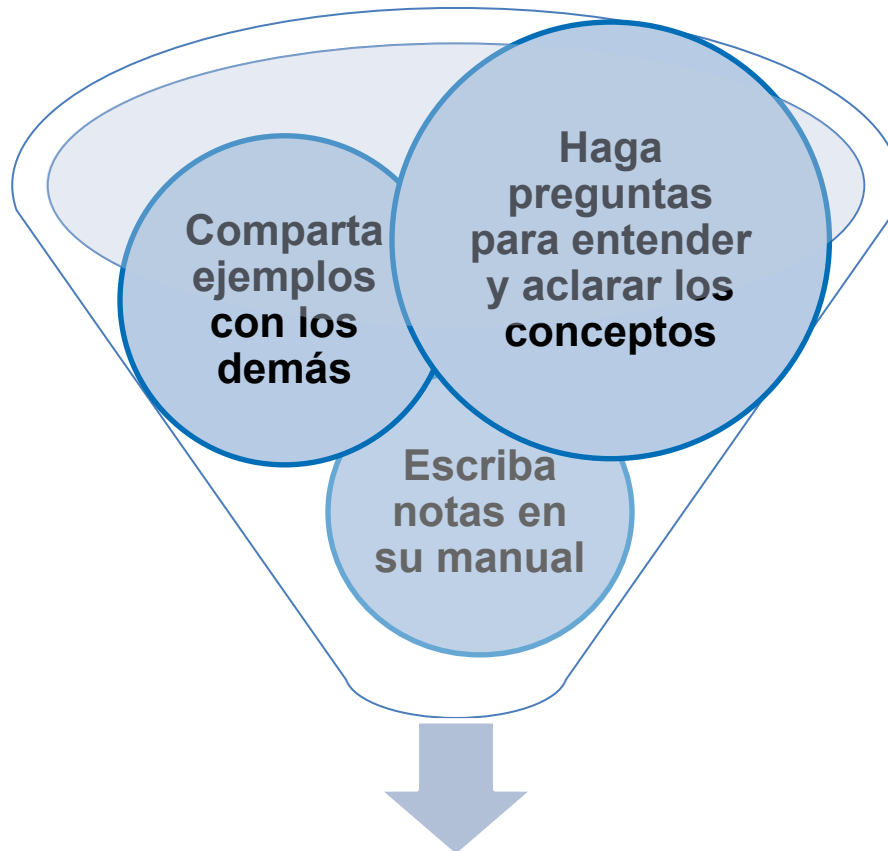 Comparta
ejemplos
con los
demás
Haga
preguntas
para entender
y aclarar los
conceptos
Escriba
notas en
su manual